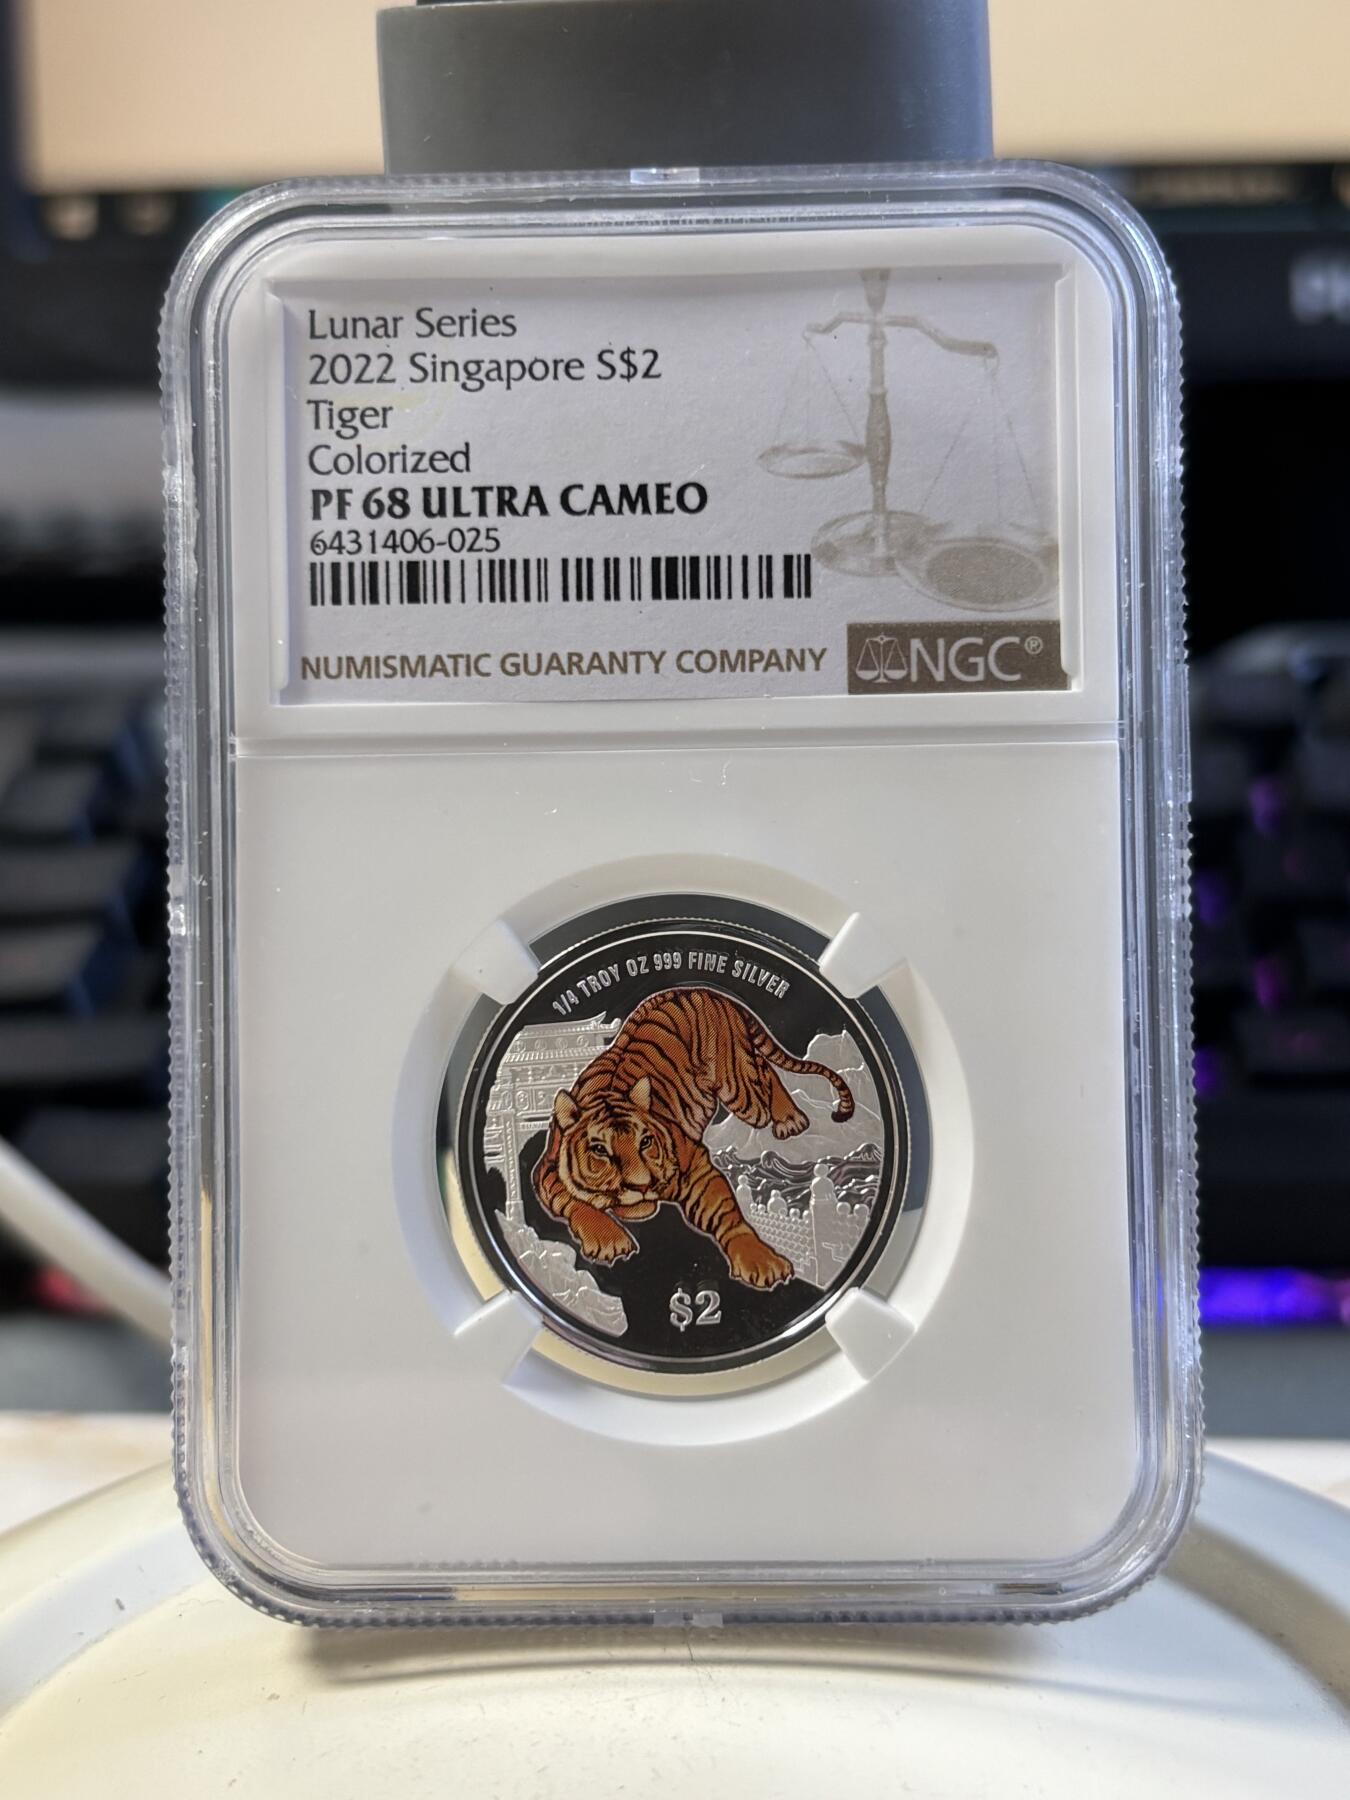 Lunar Series
2022 Singapore S$2
Tiger
Colorized
PF 68 ULTRA CAMEO
6431406-025
NUMISMATIC GUARANTY COMPANY
NGC®
1/4 TROY OZ 999 FINE SILVER
$2